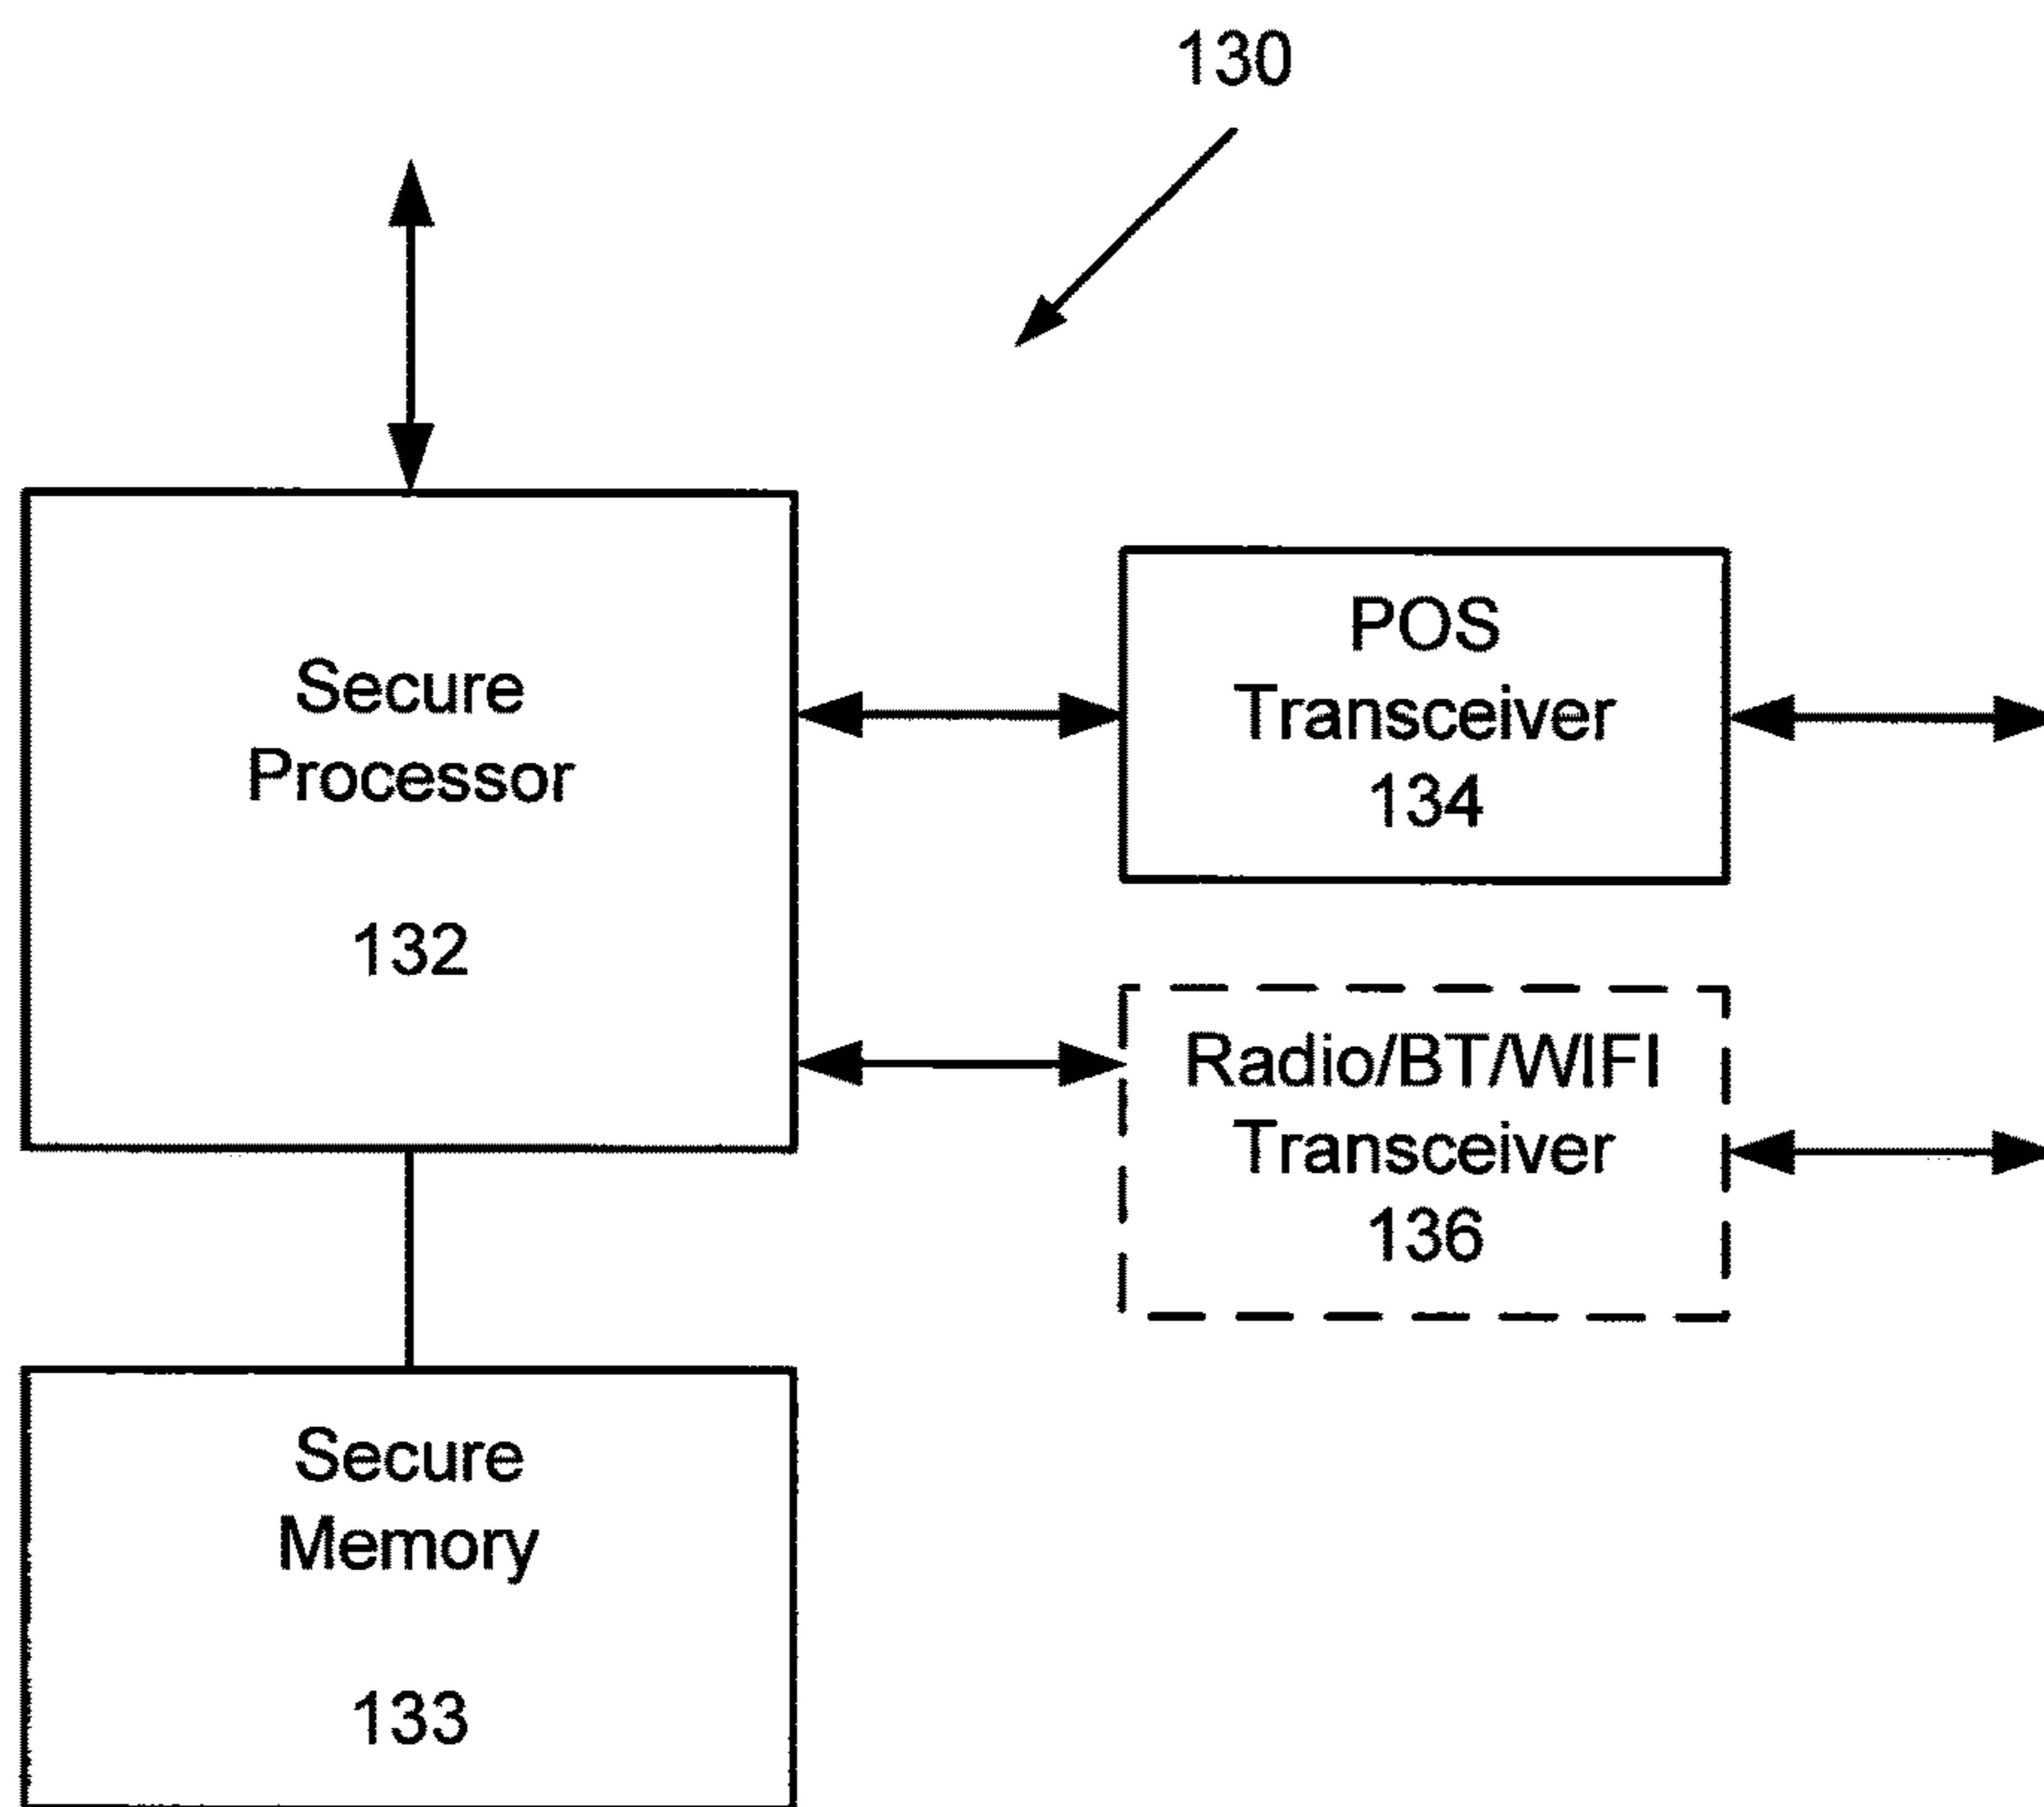 130
Secure
Processor
132
POS
Transceiver
134
Radio/BT/WIFI
Transceiver
136
Secure
Memory
133